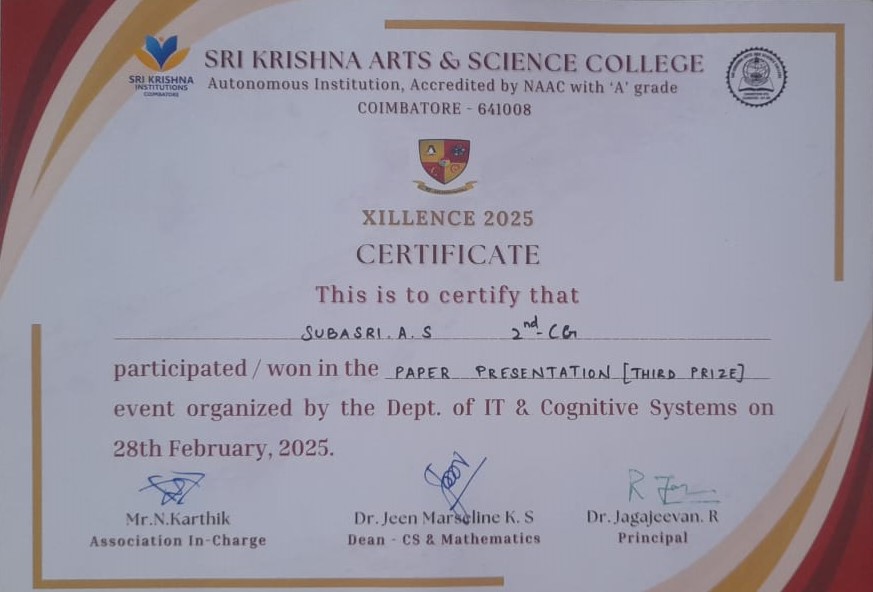 SRI KRISHNA
INSTITUTIONS
COIMBATORE
SRI KRISHNA ARTS & SCIENCE COLLEGE
Autonomous Institution, Accredited by NAAC with 'A' grade
COIMBATORE - 641008
XILLENCE 2025
CERTIFICATE
This is to certify that
SUBASRI. A. S 2nd - CG
participated / won in the PAPER PRESENTATION [THIRD PRIZE]
event organized by the Dept. of IT & Cognitive Systems on
28th February, 2025.
Mr.N.Karthik Dr. Jeen Marseline K. S Dr. Jagajeevan. R
Association In-Charge Dean - CS & Mathematics Principal